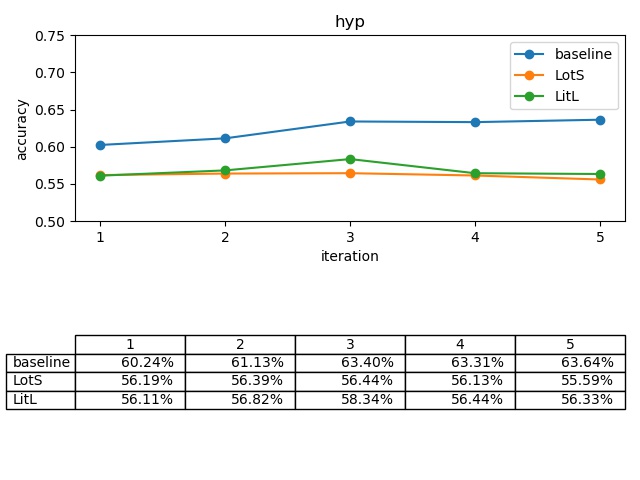 hyp
0.75
0.70
0.65
0.60
0.55
0.50
accuracy
baseline
LotS
LitL
1 2 3 4 5
iteration
1 2 3 4 5
baseline 60.24% 61.13% 63.40% 63.31% 63.64%
LotS 56.19% 56.39% 56.44% 56.13% 55.59%
LitL 56.11% 56.82% 58.34% 56.44% 56.33%